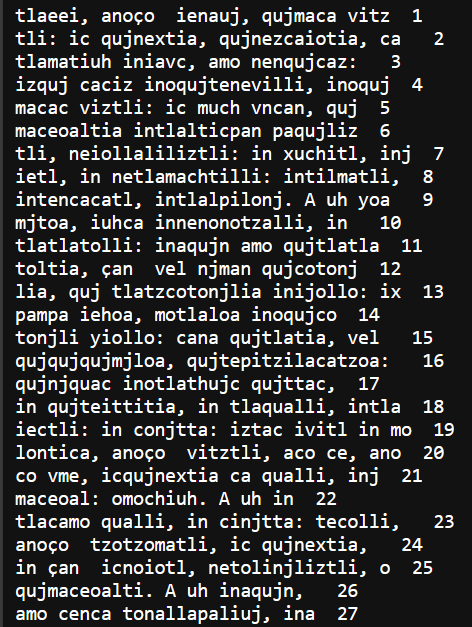 tlaeei, anoço  ienauj, qujmaca vitz  1
tli: ic qujnextia, qujnezcaiotia, ca   2
tlamatiuh iniavc, amo nenqujcaz:   3
izquj caciz inoqujtenevilli, inoquj  4
macac viztli: ic much vncan, quj  5
maceoaltia intlalticpan paqujliz  6
tli, neiollaliliztli: in xuchitl, inj  7
ietl, in netlamachtilli: intilmatli,  8
intencacatl, intlalpilonj. A uh yoa   9
mjtoa, iuhca innenonotzalli, in   10
tlatlatolli: inaqujn amo qujtlatla  11
toltia, çan  vel njman qujcotonj  12
lia, quj tlatzcotonjlia inijollo: ix  13
pampa iehoa, motlaloa inoqujco  14
tonjli yiollo: cana qujtlatia, vel   15
qujqujqujmjloa, qujtepitzilacatzoa:   16
qujnjquac inotlathujc qujttac,  17
in qujteittitia, in tlaqualli, intla  18
iectli: in conjtta: iztac ivitl in mo  19
lontica, anoço  vitztli, aco ce, ano  20
co vme, icqujnextia ca qualli, inj  21
maceoal: omochiuh. A uh in  22
tlacamo qualli, in cinjtta: tecolli,   23
anoço  tzotzomatli, ic qujnextia,   24
in çan  icnoiotl, netolinjliztli, o  25
qujmaceoalti. A uh inaqujn,   26
amo cenca tonallapaliuj, ina  27